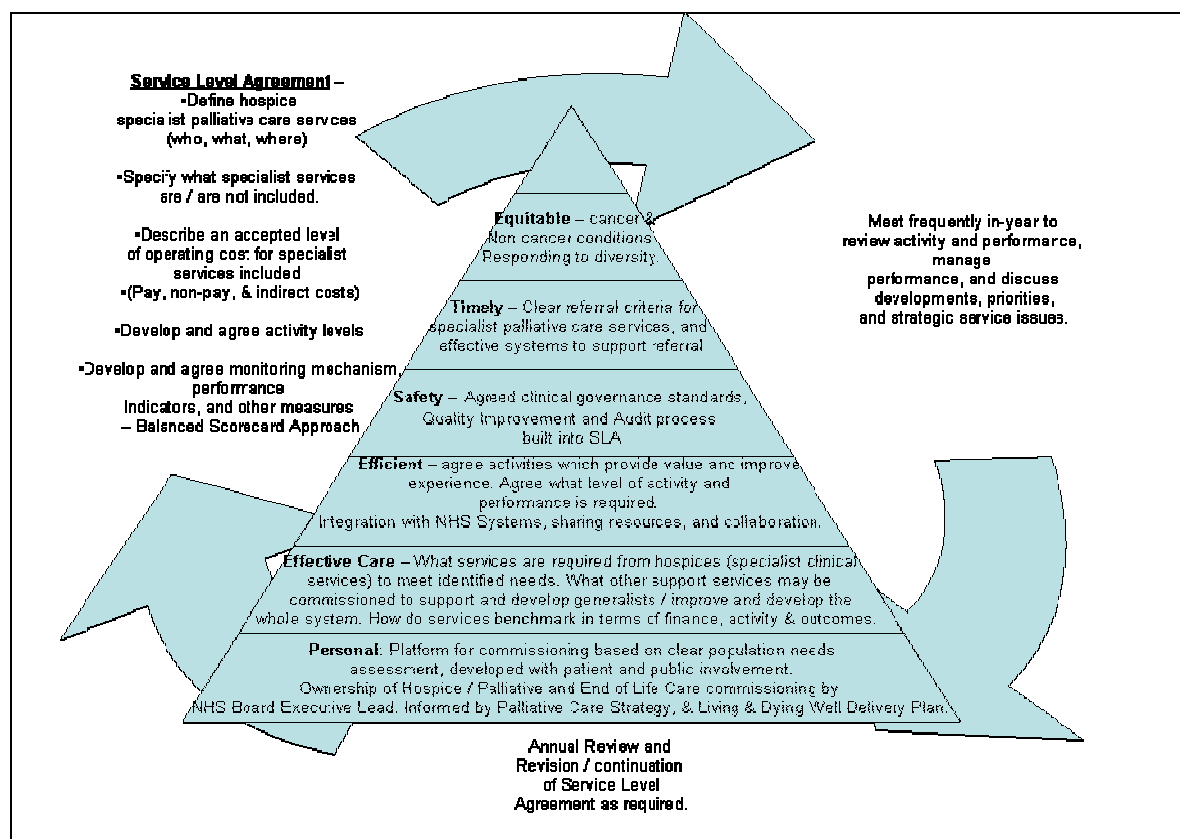 Service Level Agreement –
•Define hospice
specialist palliative care services
(who, what, where)
•Specify what specialist services
are / are not included.
•Describe an accepted level
of operating cost for specialist
services included
•(Pay, non-pay, & indirect costs)
•Develop and agree activity levels
•Develop and agree monitoring mechanism,
performance
Indicators, and other measures
– Balanced Scorecard Approach
Equitable – cancer &
Non cancer conditions
Responding to diversity.
Timely – Clear referral criteria for
specialist palliative care services, and
effective systems to support referral
Safety – Agreed clinical governance standards,
Quality Improvement and Audit process
built into SLA
Efficient – agree activities which provide value and improve
experience. Agree what level of activity and
performance is required.
Integration with NHS Systems, sharing resources, and collaboration.
Effective Care – What services are required from hospices (specialist clinical
services) to meet identified needs. What other support services may be
commissioned to support and develop generalists / improve and develop the
whole system. How do services benchmark in terms of finance, activity & outcomes.
Personal: Platform for commissioning based on clear population needs
assessment, developed with patient and public involvement.
Ownership of Hospice / Palliative and End of Life Care commissioning by
NHS Board Executive Lead. Informed by Palliative Care Strategy, & Living & Dying Well Delivery Plan.
Meet frequently in-year to
review activity and performance,
manage
performance, and discuss
developments, priorities,
and strategic service issues.
Annual Review and
Revision / continuation
of Service Level
Agreement as required.